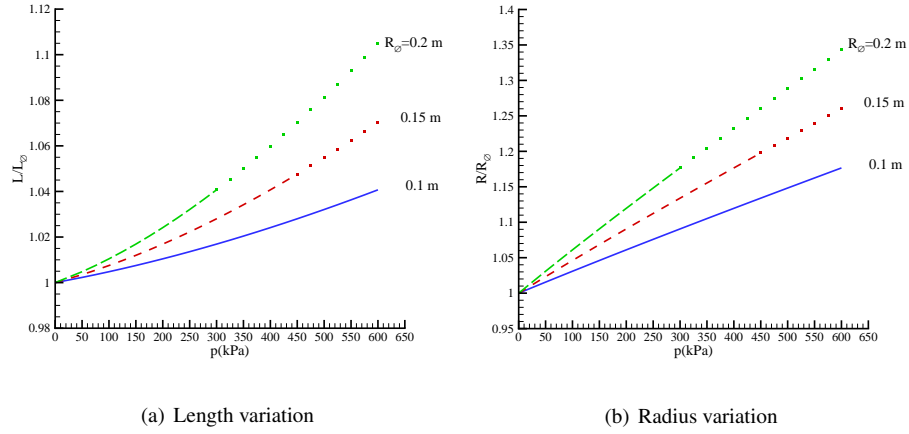 1.12
1.1
1.08
1.06
1.04
1.02
1
0.98
L/L∅
R∅=0.2 m
0.15 m
0.1 m
0 50 100 150 200 250 300 350 400 450 500 550 600 650
p(kPa)
(a) Length variation
1.4
1.35
1.3
1.25
1.2
1.15
1.1
1.05
1
0.95
R/R∅
R∅=0.2 m
0.15 m
0.1 m
0 50 100 150 200 250 300 350 400 450 500 550 600 650
p(kPa)
(b) Radius variation